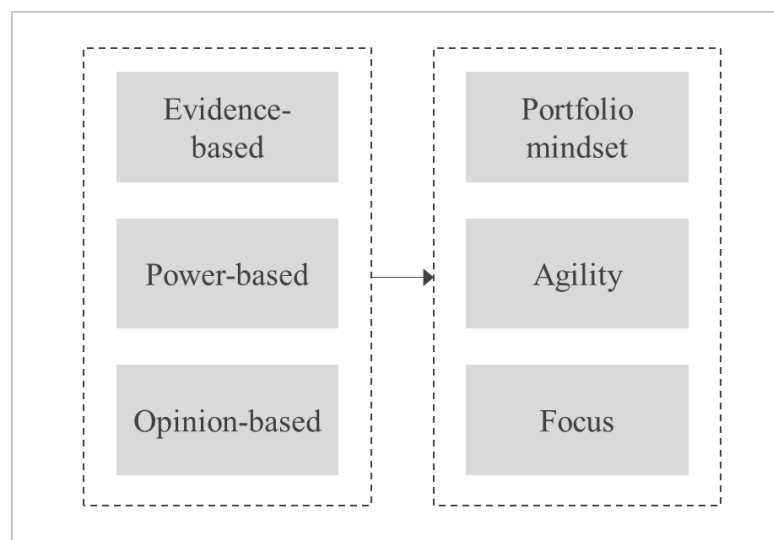 Evidence-
based
Power-based
Opinion-based
Portfolio
mindset
Agility
Focus